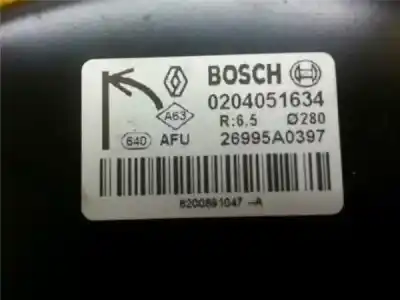 BOSCH
0204051634
A63
R:6,5 Ø280
640 AFU 26995A0397
8200891047 -A